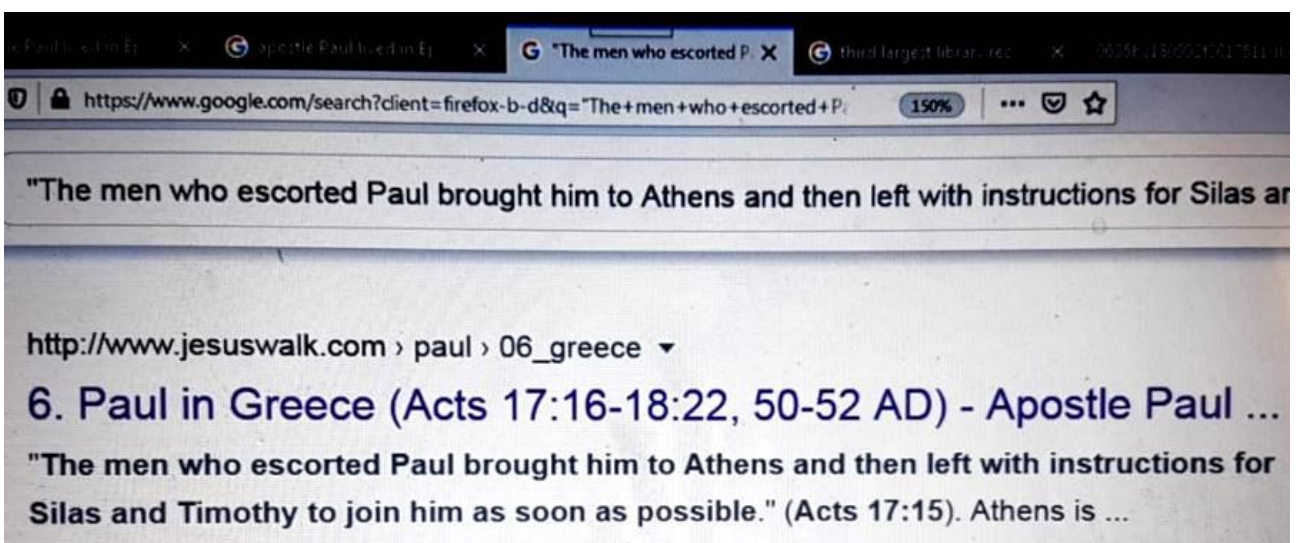 "The men who escorted P. X
https://www.google.com/search?client=firefox-b-d&q="The+men+who+escorted+P
150%
"The men who escorted Paul brought him to Athens and then left with instructions for Silas
http://www.jesuswalk.com › paul › 06_greece
6. Paul in Greece (Acts 17:16-18:22, 50-52 AD) - Apostle Paul ...
"The men who escorted Paul brought him to Athens and then left with instructions for
Silas and Timothy to join him as soon as possible." (Acts 17:15). Athens is ...